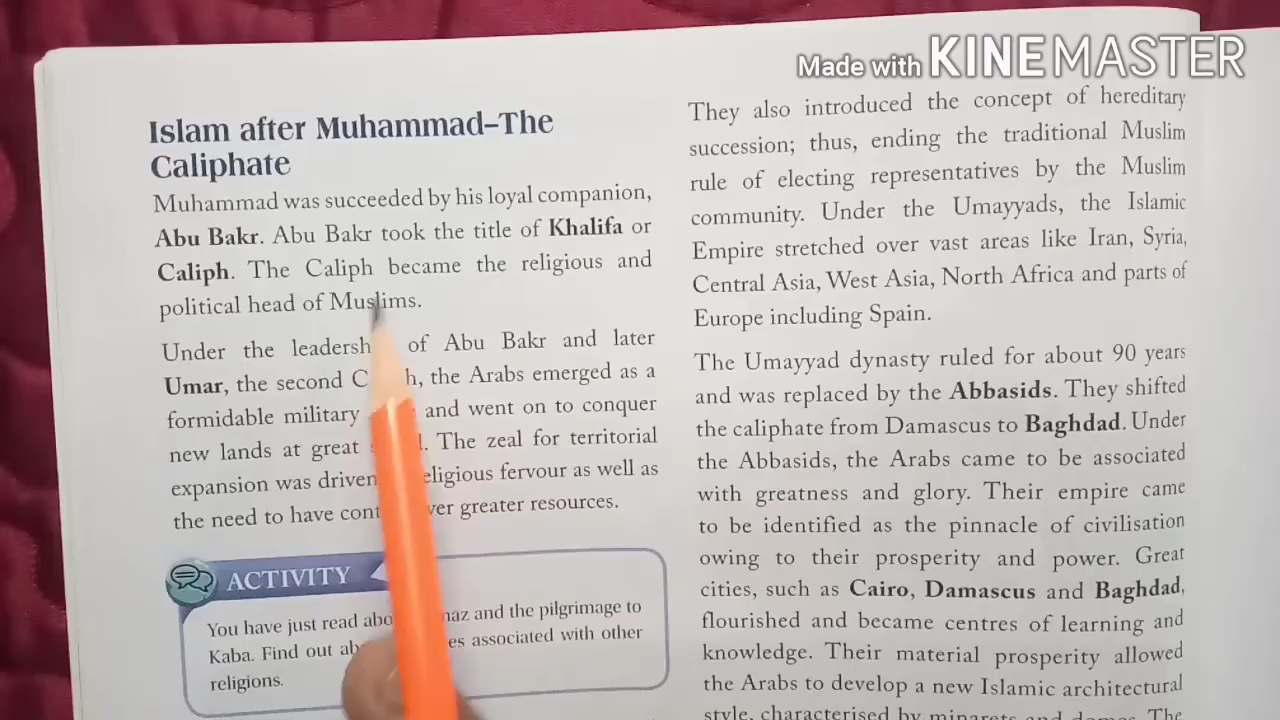 Made with KINEMASTER
Islam after Muhammad–The
Caliphate
Muhammad was succeeded by his loyal companion,
Abu Bakr. Abu Bakr took the title of Khalifa or
Caliph. The Caliph became the religious and
political head of Muslims.
Under the leadersh of Abu Bakr and later
Umar, the second C h, the Arabs emerged as a
formidable military and went on to conquer
new lands at great The zeal for territorial
expansion was driven eligious fervour as well as
the need to have cont ver greater resources.
ACTIVITY
You have just read abo maz and the pilgrimage to
Kaba. Find out ab es associated with other
religions.
They also introduced the concept of hereditary
succession; thus, ending the traditional Muslim
rule of electing representatives by the Muslim
community. Under the Umayyads, the Islamic
Empire stretched over vast areas like Iran, Syria,
Central Asia, West Asia, North Africa and parts of
Europe including Spain.
The Umayyad dynasty ruled for about 90 years
and was replaced by the Abbasids. They shifted
the caliphate from Damascus to Baghdad. Under
the Abbasids, the Arabs came to be associated
with greatness and glory. Their empire came
to be identified as the pinnacle of civilisation
owing to their prosperity and power. Great
cities, such as Cairo, Damascus and Baghdad,
flourished and became centres of learning and
knowledge. Their material prosperity allowed
the Arabs to develop a new Islamic architectural
style, characterised by minarets and domes. The